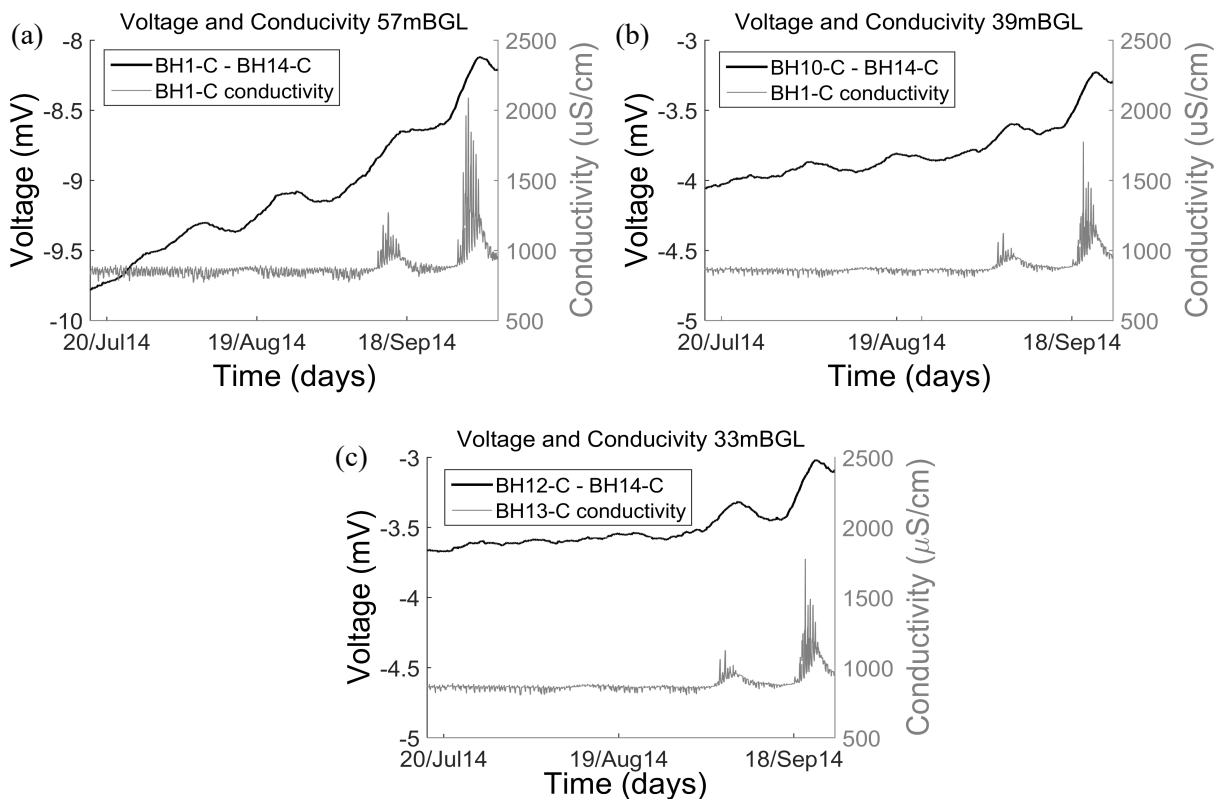 (a)
Voltage and Conducivity 57mBGL
BH1-C - BH14-C
BH1-C conductivity
-8
-8.5
-9
-9.5
-10
Voltage (mV)
2500
2000
1500
1000
500
Conductivity (uS/cm)
20/Jul14 19/Aug14 18/Sep14
Time (days)
(b)
Voltage and Conducivity 39mBGL
BH10-C - BH14-C
BH1-C conductivity
-3
-3.5
-4
-4.5
-5
Voltage (mV)
2500
2000
1500
1000
500
Conductivity (uS/cm)
20/Jul14 19/Aug14 18/Sep14
Time (days)
(c)
Voltage and Conducivity 33mBGL
BH12-C - BH14-C
BH13-C conductivity
-3
-3.5
-4
-4.5
-5
Voltage (mV)
2500
2000
1500
1000
500
Conductivity (μS/cm)
20/Jul14 19/Aug14 18/Sep14
Time (days)